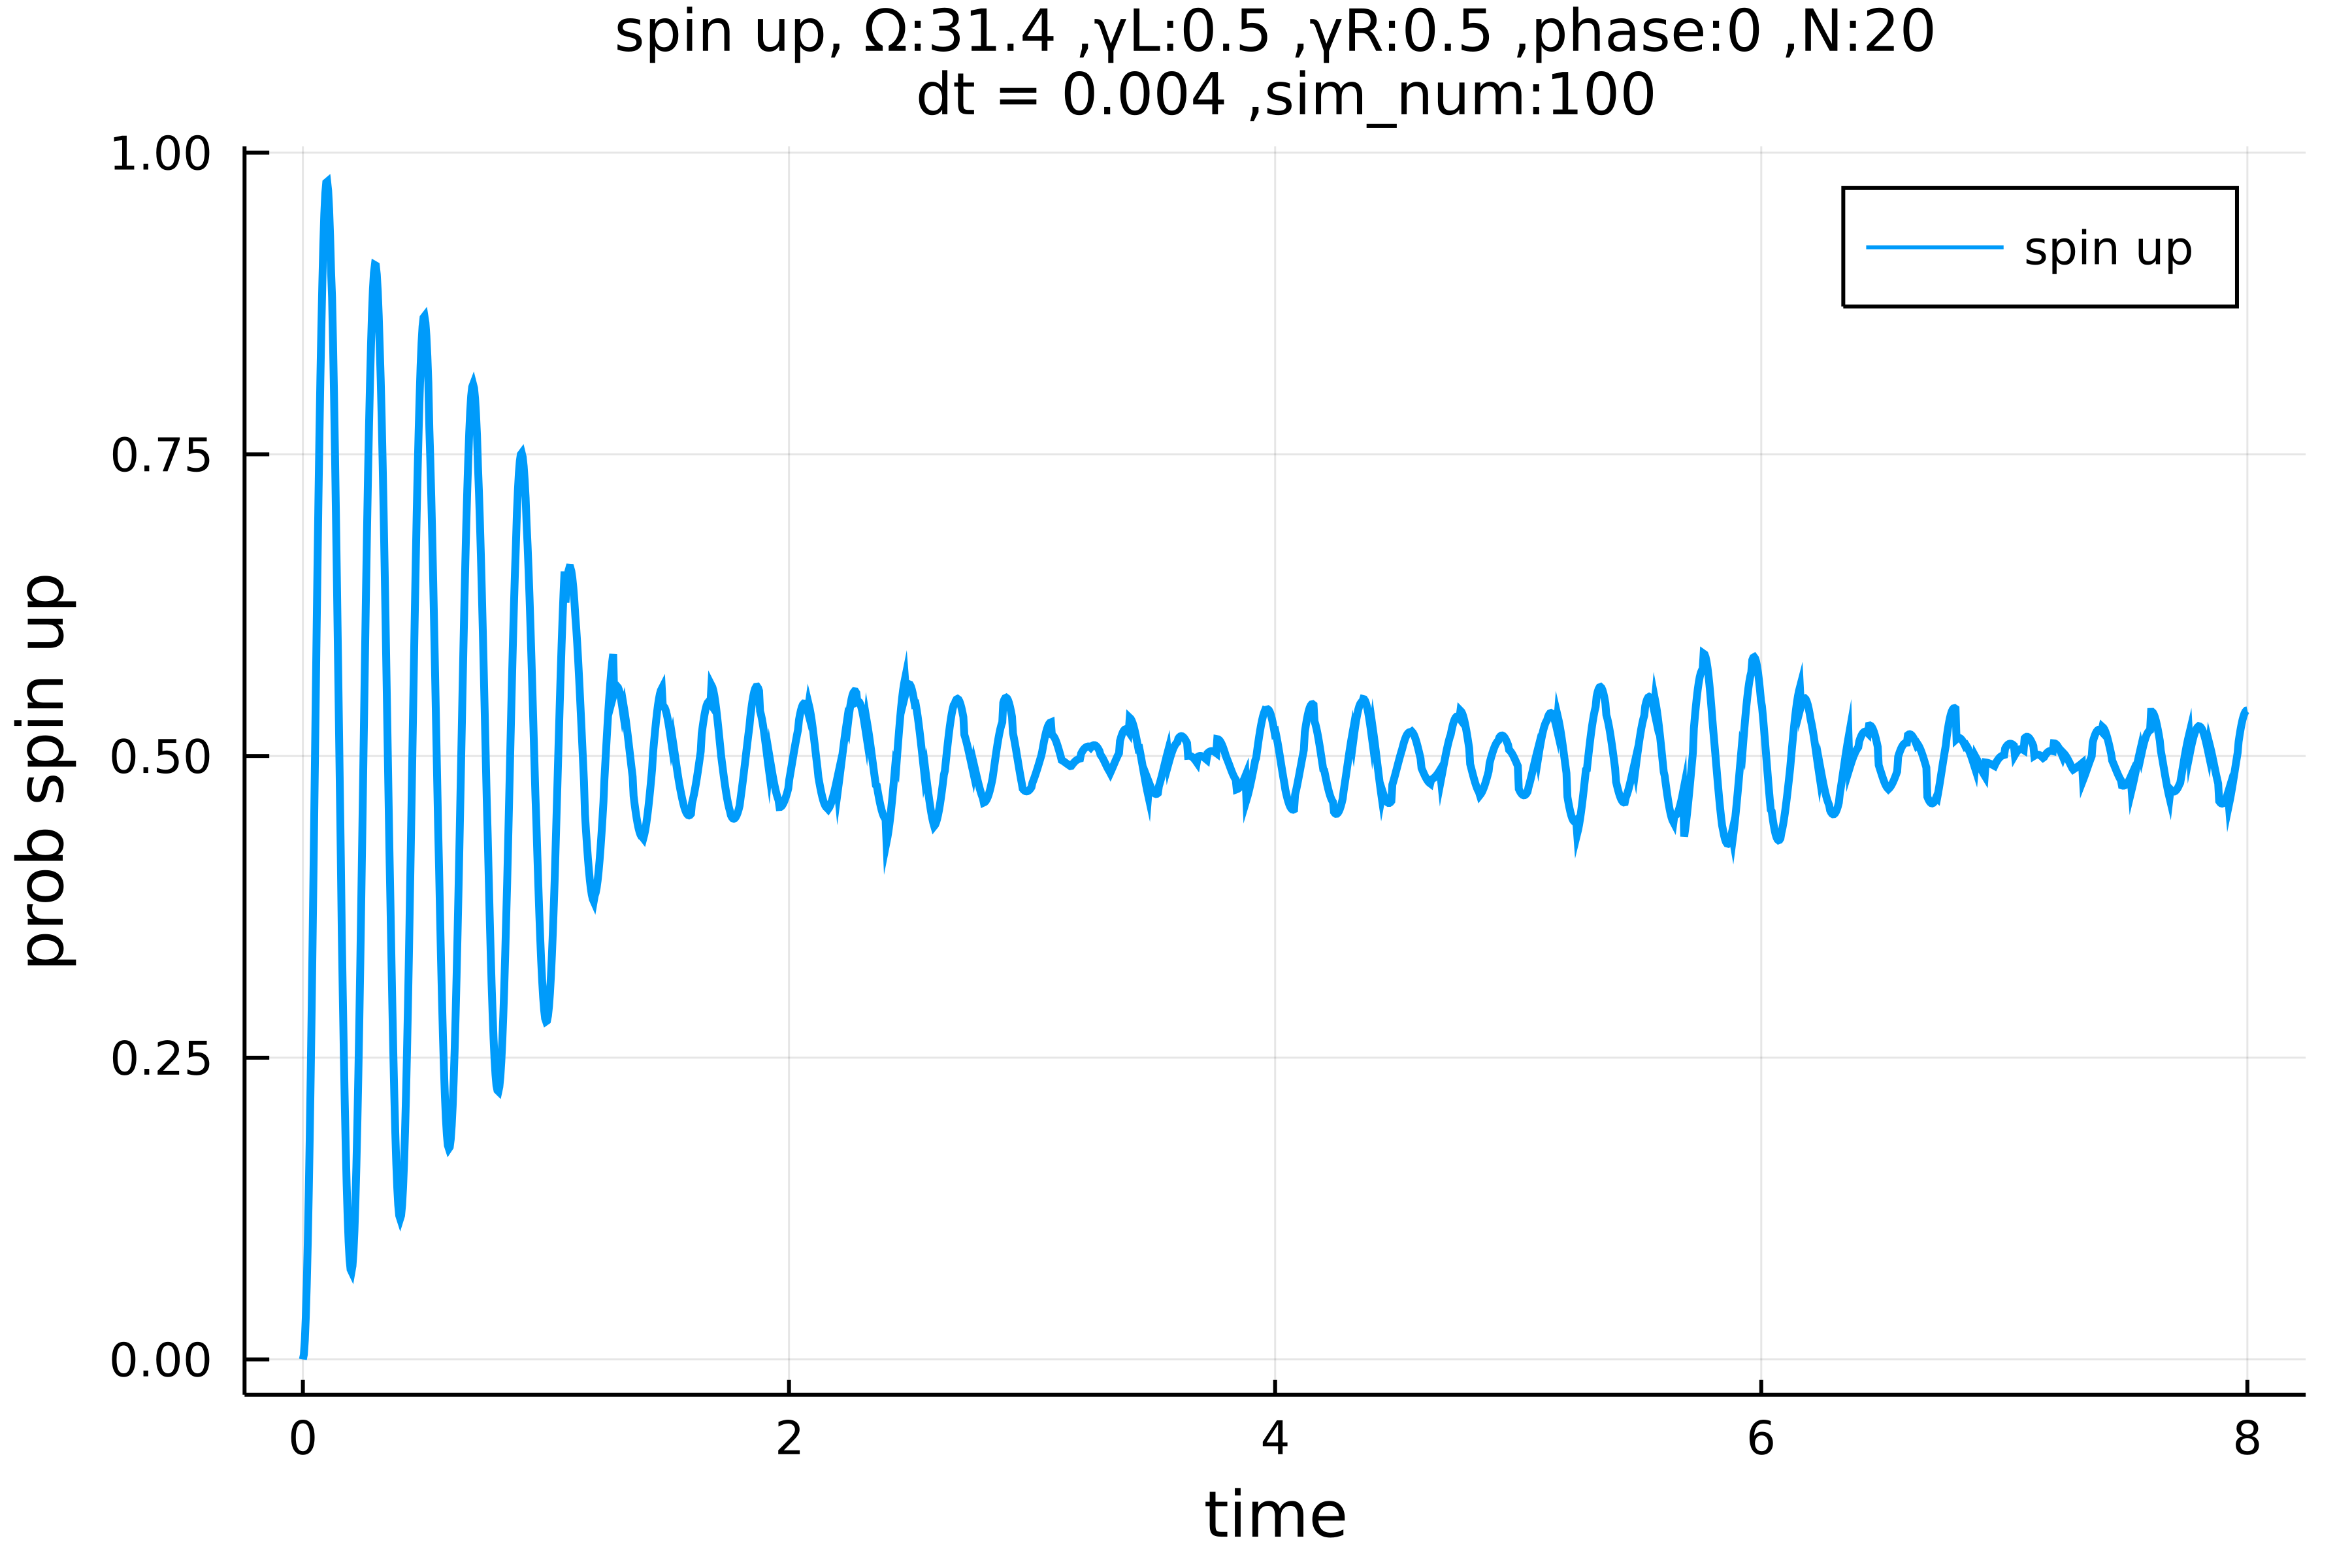 spin up, Ω:31.4 ,γL:0.5 ,γR:0.5 ,phase:0 ,N:20
dt = 0.004 ,sim_num:100
1.00
0.75
0.50
0.25
0.00
prob spin up
spin up
0 2 4 6 8
time